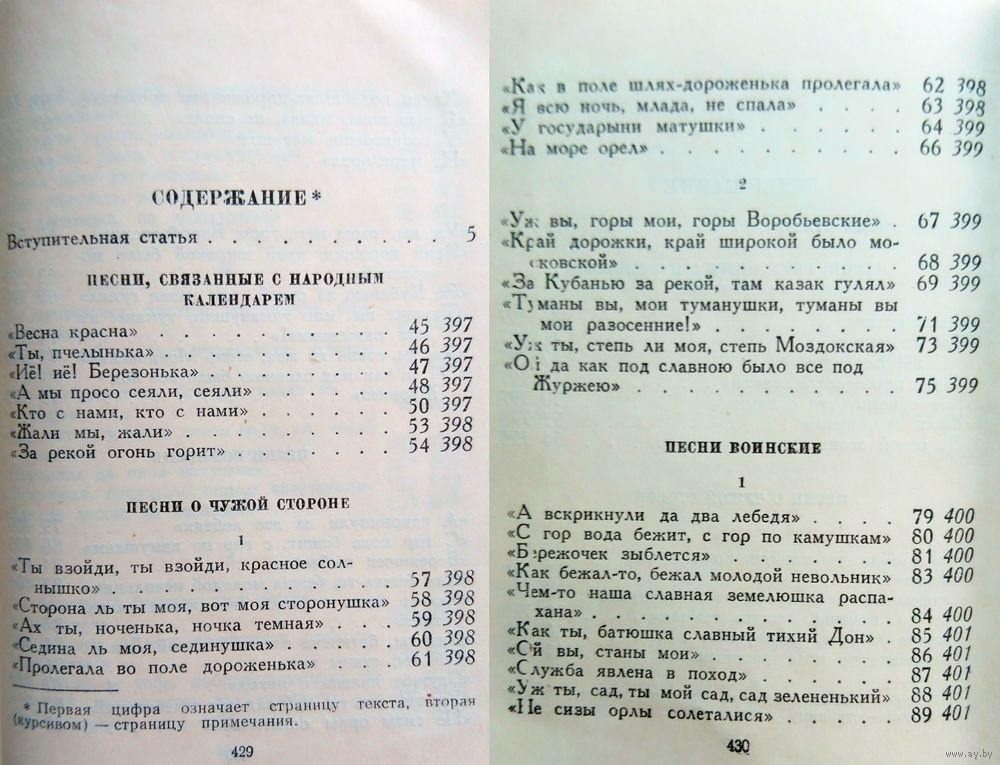 СОДЕРЖАНИЕ*
Вступительная статья . . . . . . . . . 5
ПЕСНИ, СВЯЗАННЫЕ С НАРОДНЫМ
КАЛЕНДАРЕМ
«Весна красна» . . . . . . . . . 45 397
«Ты, пчелынька» . . . . . . . . . 46 397
«Иё! иё! Березонька» . . . . . . . 47 397
«А мы просо сеяли, сеяли» . . . . . 48 397
«Кто с нами, кто с нами» . . . . . 50 397
«Жали мы, жали» . . . . . . . . 53 398
«За рекой огонь горит» . . . . . . 54 398
ПЕСНИ О ЧУЖОЙ СТОРОНЕ
1
«Ты взойди, ты взойди, красное сол-
нышко» . . . . . . . . . . 57 398
«Сторона ль ты моя, вот моя сторонушка» 58 398
«Ах ты, ноченька, ночка темная» . . . 59 398
«Седина ль моя, сединушка» . . . . . 60 398
«Пролегала во поле дороженька» . . . 61 398
* Первая цифра означает страницу текста, вторая
(курсивом) — страницу примечания.
429
«Как в поле шлях-дороженька пролегала» 62 398
«Я всю ночь, млада, не спала» . . . . 63 398
«У государыни матушки» . . . . . . 64 399
«На море орел» . . . . . . . . . 66 399
2
«Уж вы, горы мои, горы Воробьевские» . 67 399
«Край дорожки, край широкой было мо-
сковской» . . . . . . . . . 68 399
«За Кубанью за рекой, там казак гулял» 69 399
«Туманы вы, мои туманушки, туманы вы
мои разосенние!» . . . . . . . 71 399
«Уж ты, степь ли моя, степь Моздокская» 73 399
«Ой да как под славною было все под
Журжею» . . . . . . . . . 75 399
ПЕСНИ ВОИНСКИЕ
1
«А вскрикнули да два лебедя» . . . . 79 400
«С гор вода бежит, с гор по камушкам» 80 400
«Бережочек зыблется» . . . . . . . 81 400
«Как бежал-то, бежал молодой невольник» 83 400
«Чем-то наша славная земелюшка распа-
хана» . . . . . . . . . . . 84 400
«Как ты, батюшка славный тихий Дон» . 85 401
«Ой вы, станы мои» . . . . . . . 86 401
«Служба явлена в поход» . . . . . . 87 401
«Уж ты, сад, ты мой сад, сад зелененький» 88 401
«Не сизы орлы солеталися» . . . . . 89 401
430
www.ay.by